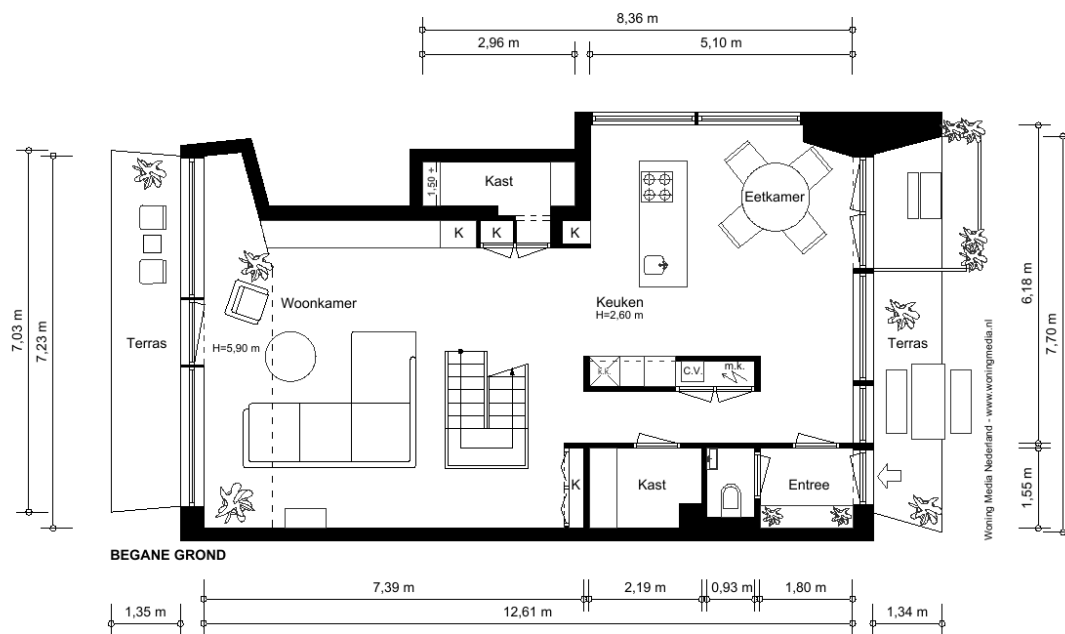 8,36 m
2,96 m
5,10 m
1,50 +
Kast
Eetkamer
K
K
K
Woonkamer
Keuken
H=2,60 m
H=5,90 m
Terras
Terras
7,03 m
7,23 m
6,18 m
7,70 m
1,55 m
k.k.
C.V.
m.k.
K
Kast
Entree
Woning Media Nederland - www.woningmedia.nl
BEGANE GROND
7,39 m
2,19 m
0,93 m
1,80 m
1,35 m
12,61 m
1,34 m